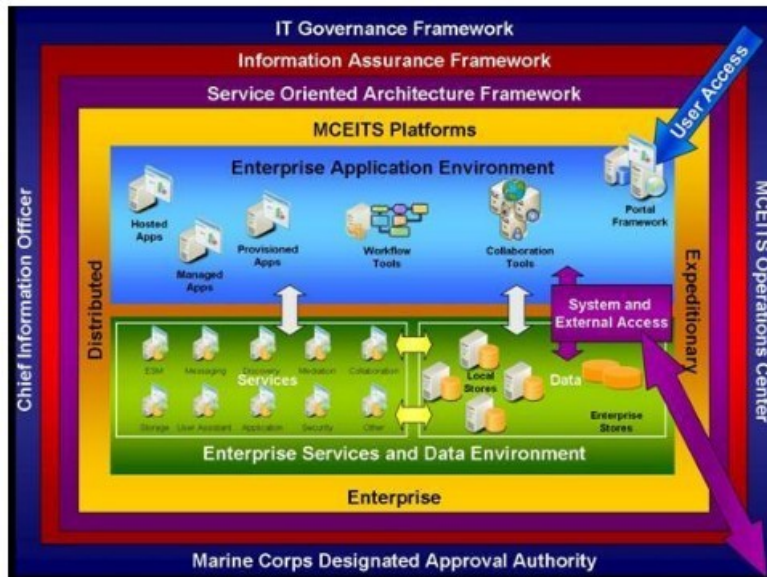 IT Governance Framework
Information Assurance Framework
Service Oriented Architecture Framework
MCEITS Platforms
User Access
Enterprise Application Environment
Hosted
Apps
Managed
Apps
Provisioned
Apps
Workflow
Tools
Collaboration
Tools
Portal
Framework
Chief Information Officer
Distributed
Expeditionary
MCEITS Operations Center
System and
External Access
ESM
Messaging
Discovery
Mediation
Collaboration
Services
Storage
User Assistant
Application
Security
Other
Local
Stores
Data
Enterprise
Stores
Enterprise Services and Data Environment
Enterprise
Marine Corps Designated Approval Authority